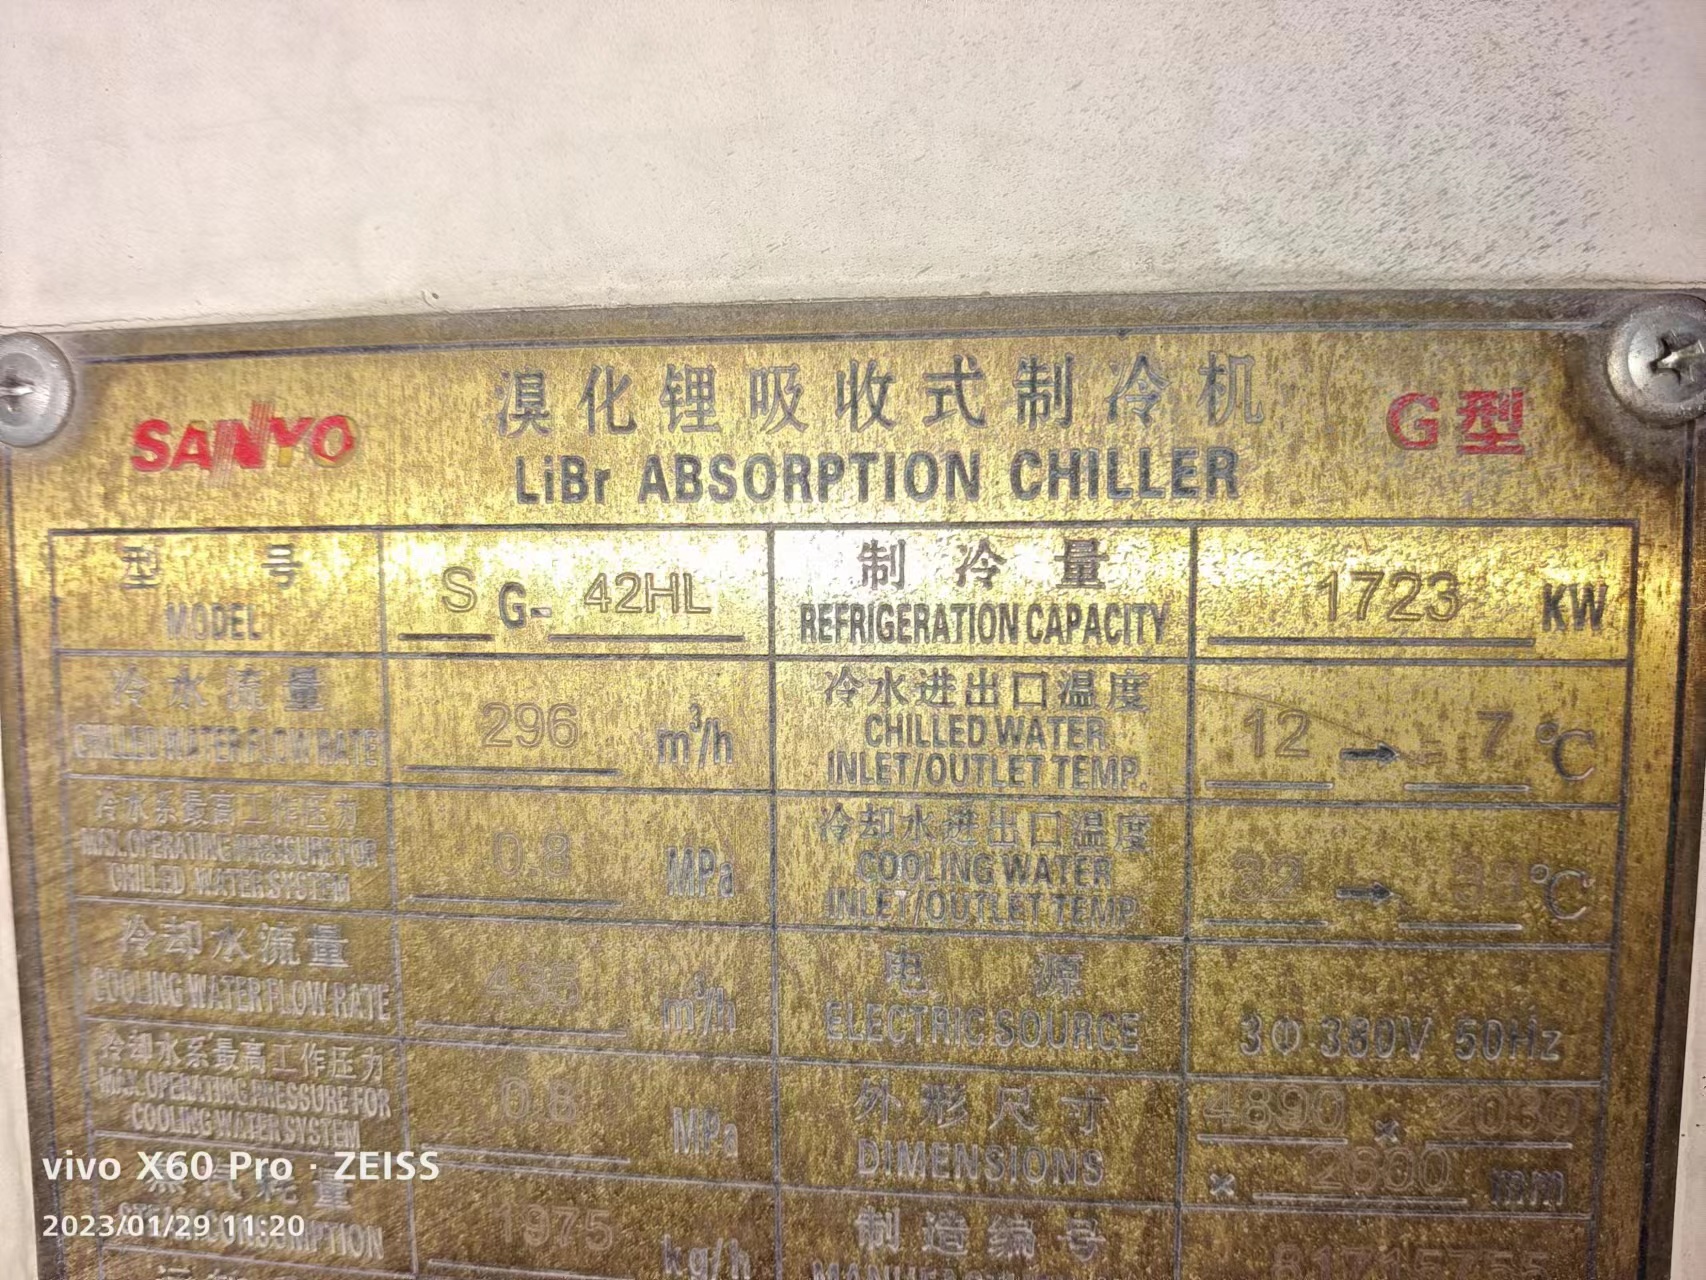 SANYO
溴化锂吸收式制冷机
G型
LiBr ABSORPTION CHILLER
型 号
MODEL
S G- 42HL
制 冷 量
REFRIGERATION CAPACITY
1723 KW
冷水流量
CHILLED WATER FLOW RATE
296 m³/h
冷水进出口温度
CHILLED WATER
INLET/OUTLET TEMP.
12 → 7 ℃
冷水系最高工作压力
MAX. OPERATING PRESSURE FOR
CHILLED WATER SYSTEM
0.8 MPa
冷却水进出口温度
COOLING WATER
INLET/OUTLET TEMP.
32 → ℃
冷却水流量
COOLING WATER FLOW RATE
m³/h
电 源
ELECTRIC SOURCE
3Φ 380V 50Hz
冷却水系最高工作压力
MAX. OPERATING PRESSURE FOR
COOLING WATER SYSTEM
0.8 MPa
外形尺寸
DIMENSIONS
4890 × 2030
× 2600 mm
蒸汽耗量
STEAM CONSUMPTION
1975 kg/h
制造编号
vivo X60 Pro · ZEISS
2023/01/29 11:20